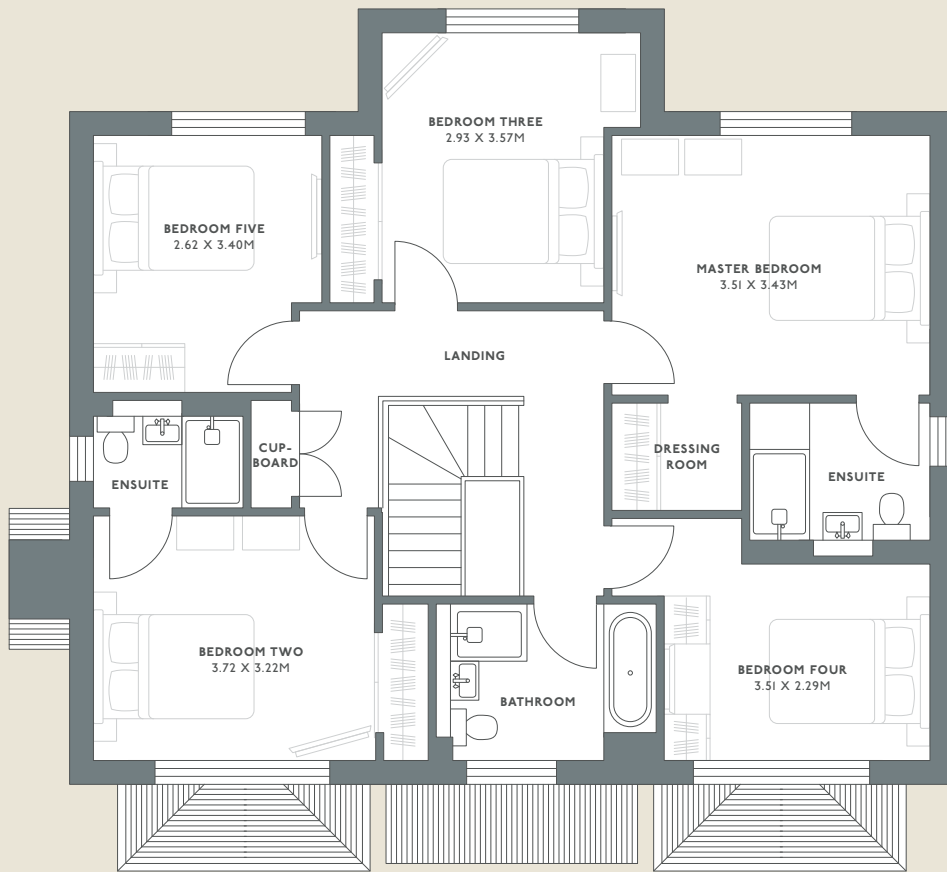 BEDROOM THREE
2.93 X 3.57M
BEDROOM FIVE
2.62 X 3.40M
MASTER BEDROOM
3.51 X 3.43M
LANDING
CUP-
BOARD
DRESSING
ROOM
ENSUITE
ENSUITE
BEDROOM TWO
3.72 X 3.22M
BATHROOM
BEDROOM FOUR
3.51 X 2.29M